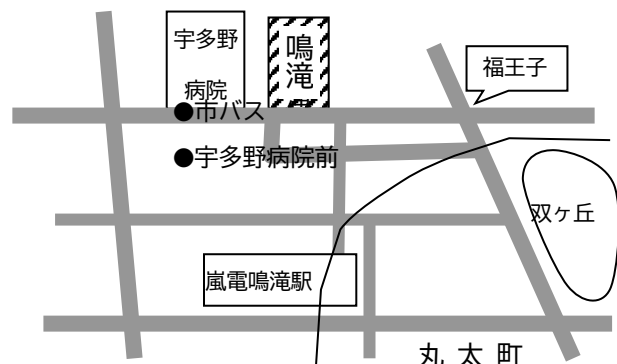 宇多野
病院
鳴滝
福王子
●市バス
●宇多野病院前
双ヶ丘
嵐電鳴滝駅
丸太町